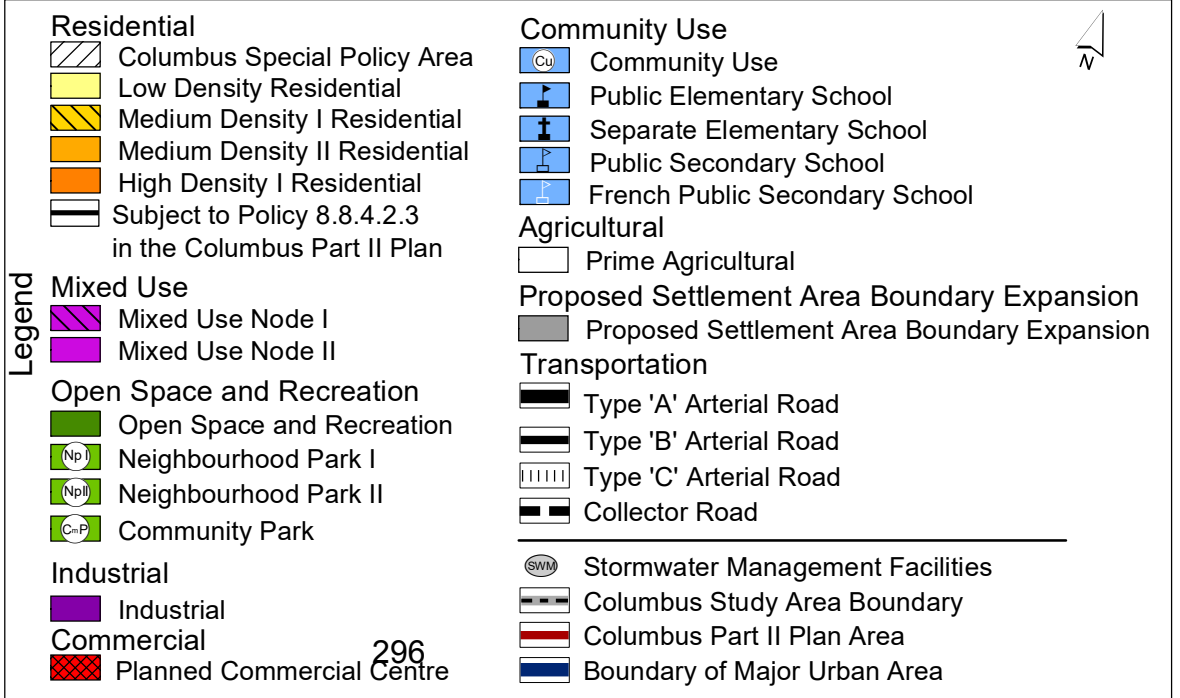 Legend
Residential
Columbus Special Policy Area
Low Density Residential
Medium Density I Residential
Medium Density II Residential
High Density I Residential
Subject to Policy 8.8.4.2.3
in the Columbus Part II Plan
Mixed Use
Mixed Use Node I
Mixed Use Node II
Open Space and Recreation
Open Space and Recreation
Np I Neighbourhood Park I
NpII Neighbourhood Park II
CmP Community Park
Industrial
Industrial
Commercial
Planned Commercial Centre
296
Community Use
Cu Community Use
Public Elementary School
Separate Elementary School
Public Secondary School
French Public Secondary School
Agricultural
Prime Agricultural
Proposed Settlement Area Boundary Expansion
Proposed Settlement Area Boundary Expansion
Transportation
Type 'A' Arterial Road
Type 'B' Arterial Road
Type 'C' Arterial Road
Collector Road
SWM Stormwater Management Facilities
Columbus Study Area Boundary
Columbus Part II Plan Area
Boundary of Major Urban Area
N